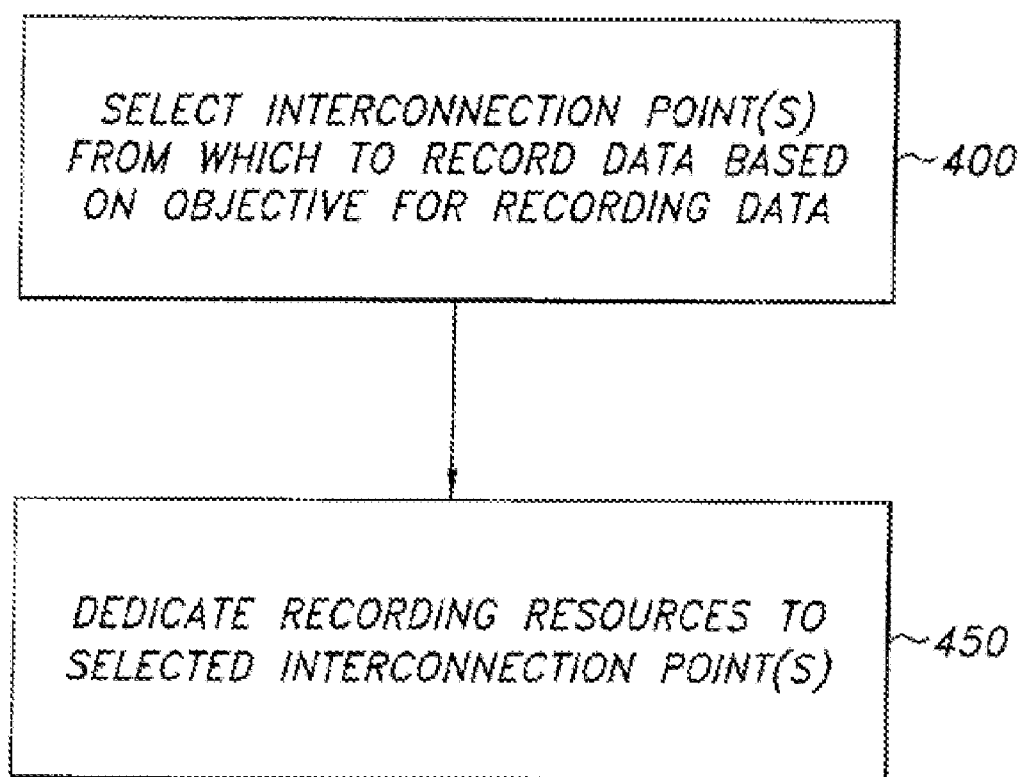 SELECT INTERCONNECTION POINT(S)
FROM WHICH TO RECORD DATA BASED
ON OBJECTIVE FOR RECORDING DATA
400
DEDICATE RECORDING RESOURCES TO
SELECTED INTERCONNECTION POINT(S)
450